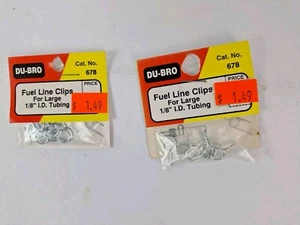 DU-BRO
Cat. No.
678
PRICE
Fuel Line Clips
For Large
1/8" I.D. Tubing
$ 1.49
DU-BRO
Cat. No.
678
PRICE
Fuel Line Clips
For Large
1/8" I.D. Tubing
$ 1.49